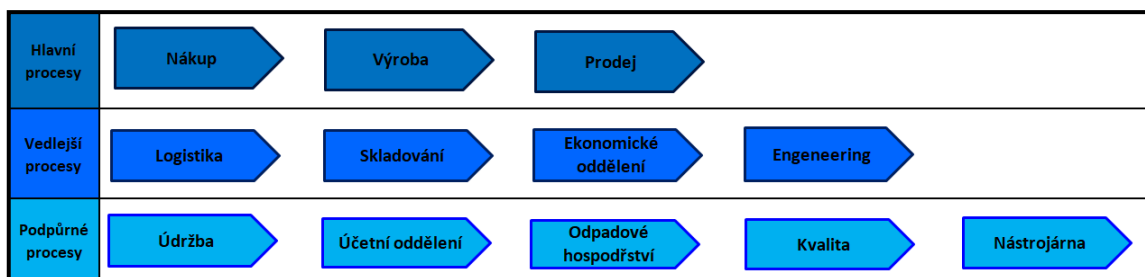 Hlavní
procesy
Nákup
Výroba
Prodej
Vedlejší
procesy
Logistika
Skladování
Ekonomické
oddělení
Engeneering
Podpůrné
procesy
Údržba
Účetní oddělení
Odpadové
hospodřství
Kvalita
Nástrojárna